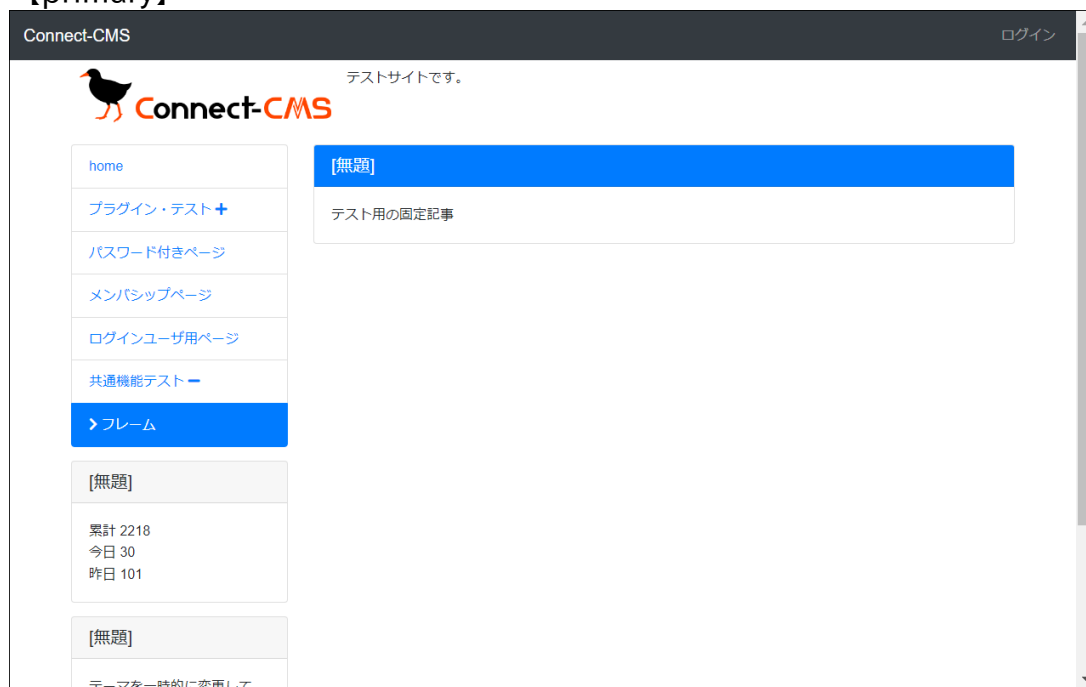 【primary】
Connect-CMS
ログイン
Connect-CMS
テストサイトです。
home
プラグイン・テスト
パスワード付きページ
メンバシップページ
ログインユーザ用ページ
共通機能テスト
フレーム
[無題]
テスト用の固定記事
[無題]
累計 2218
今日 30
昨日 101
[無題]
テーマを一時的に変更して